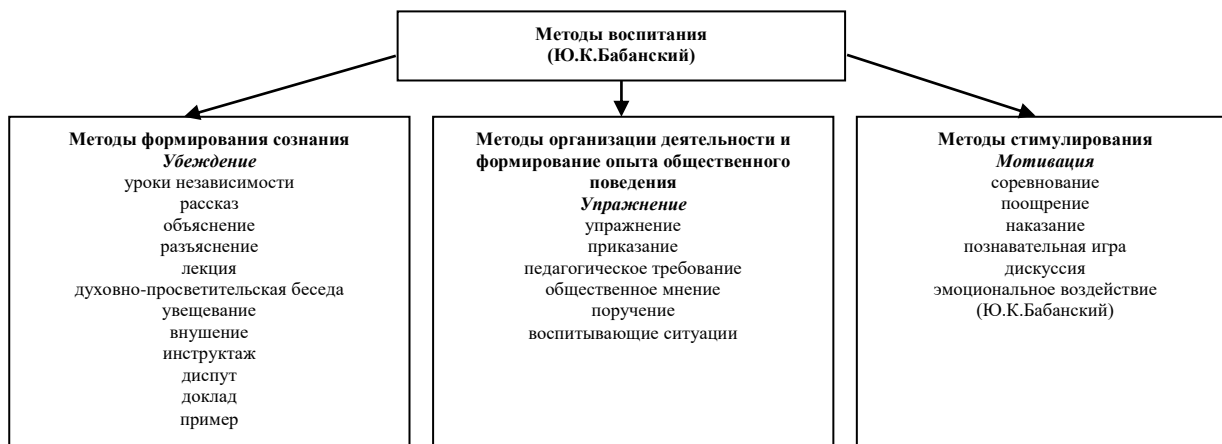 Методы воспитания
(Ю.К.Бабанский)
Методы формирования сознания
Убеждение
уроки независимости
рассказ
объяснение
разъяснение
лекция
духовно-просветительская беседа
увещевание
внушение
инструктаж
диспут
доклад
пример
Методы организации деятельности и
формирование опыта общественного
поведения
Упражнение
упражнение
приказание
педагогическое требование
общественное мнение
поручение
воспитывающие ситуации
Методы стимулирования
Мотивация
соревнование
поощрение
наказание
познавательная игра
дискуссия
эмоциональное воздействие
(Ю.К.Бабанский)